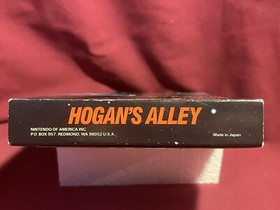 HOGAN'S ALLEY
NINTENDO OF AMERICA INC.
P.O. BOX 957, REDMOND, WA 98052 U.S.A.
Made in Japan